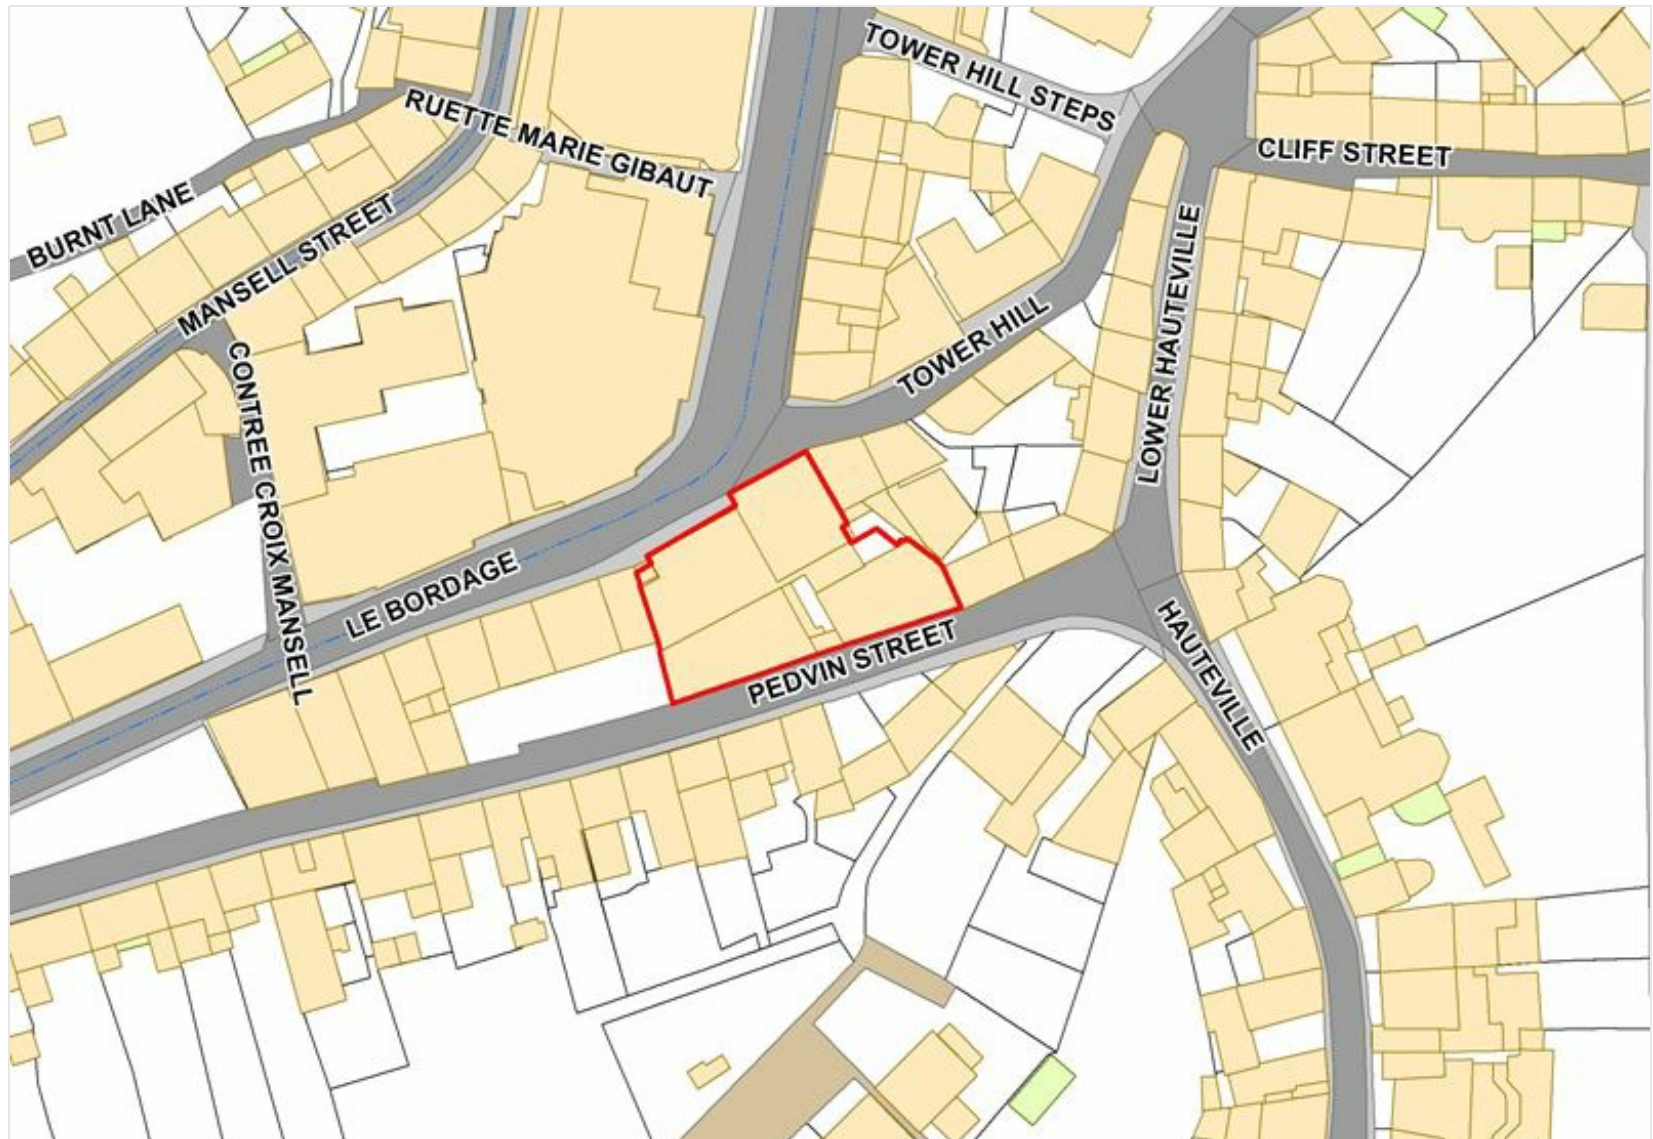 TOWER HILL STEPS
RUETTE MARIE GIBAUT
CLIFF STREET
BURNT LANE
MANSELL STREET
LOWER HAUTEVILLE
TOWER HILL
CONTREE CROIX MANSELL
LE BORDAGE
PEDVIN STREET
HAUTEVILLE